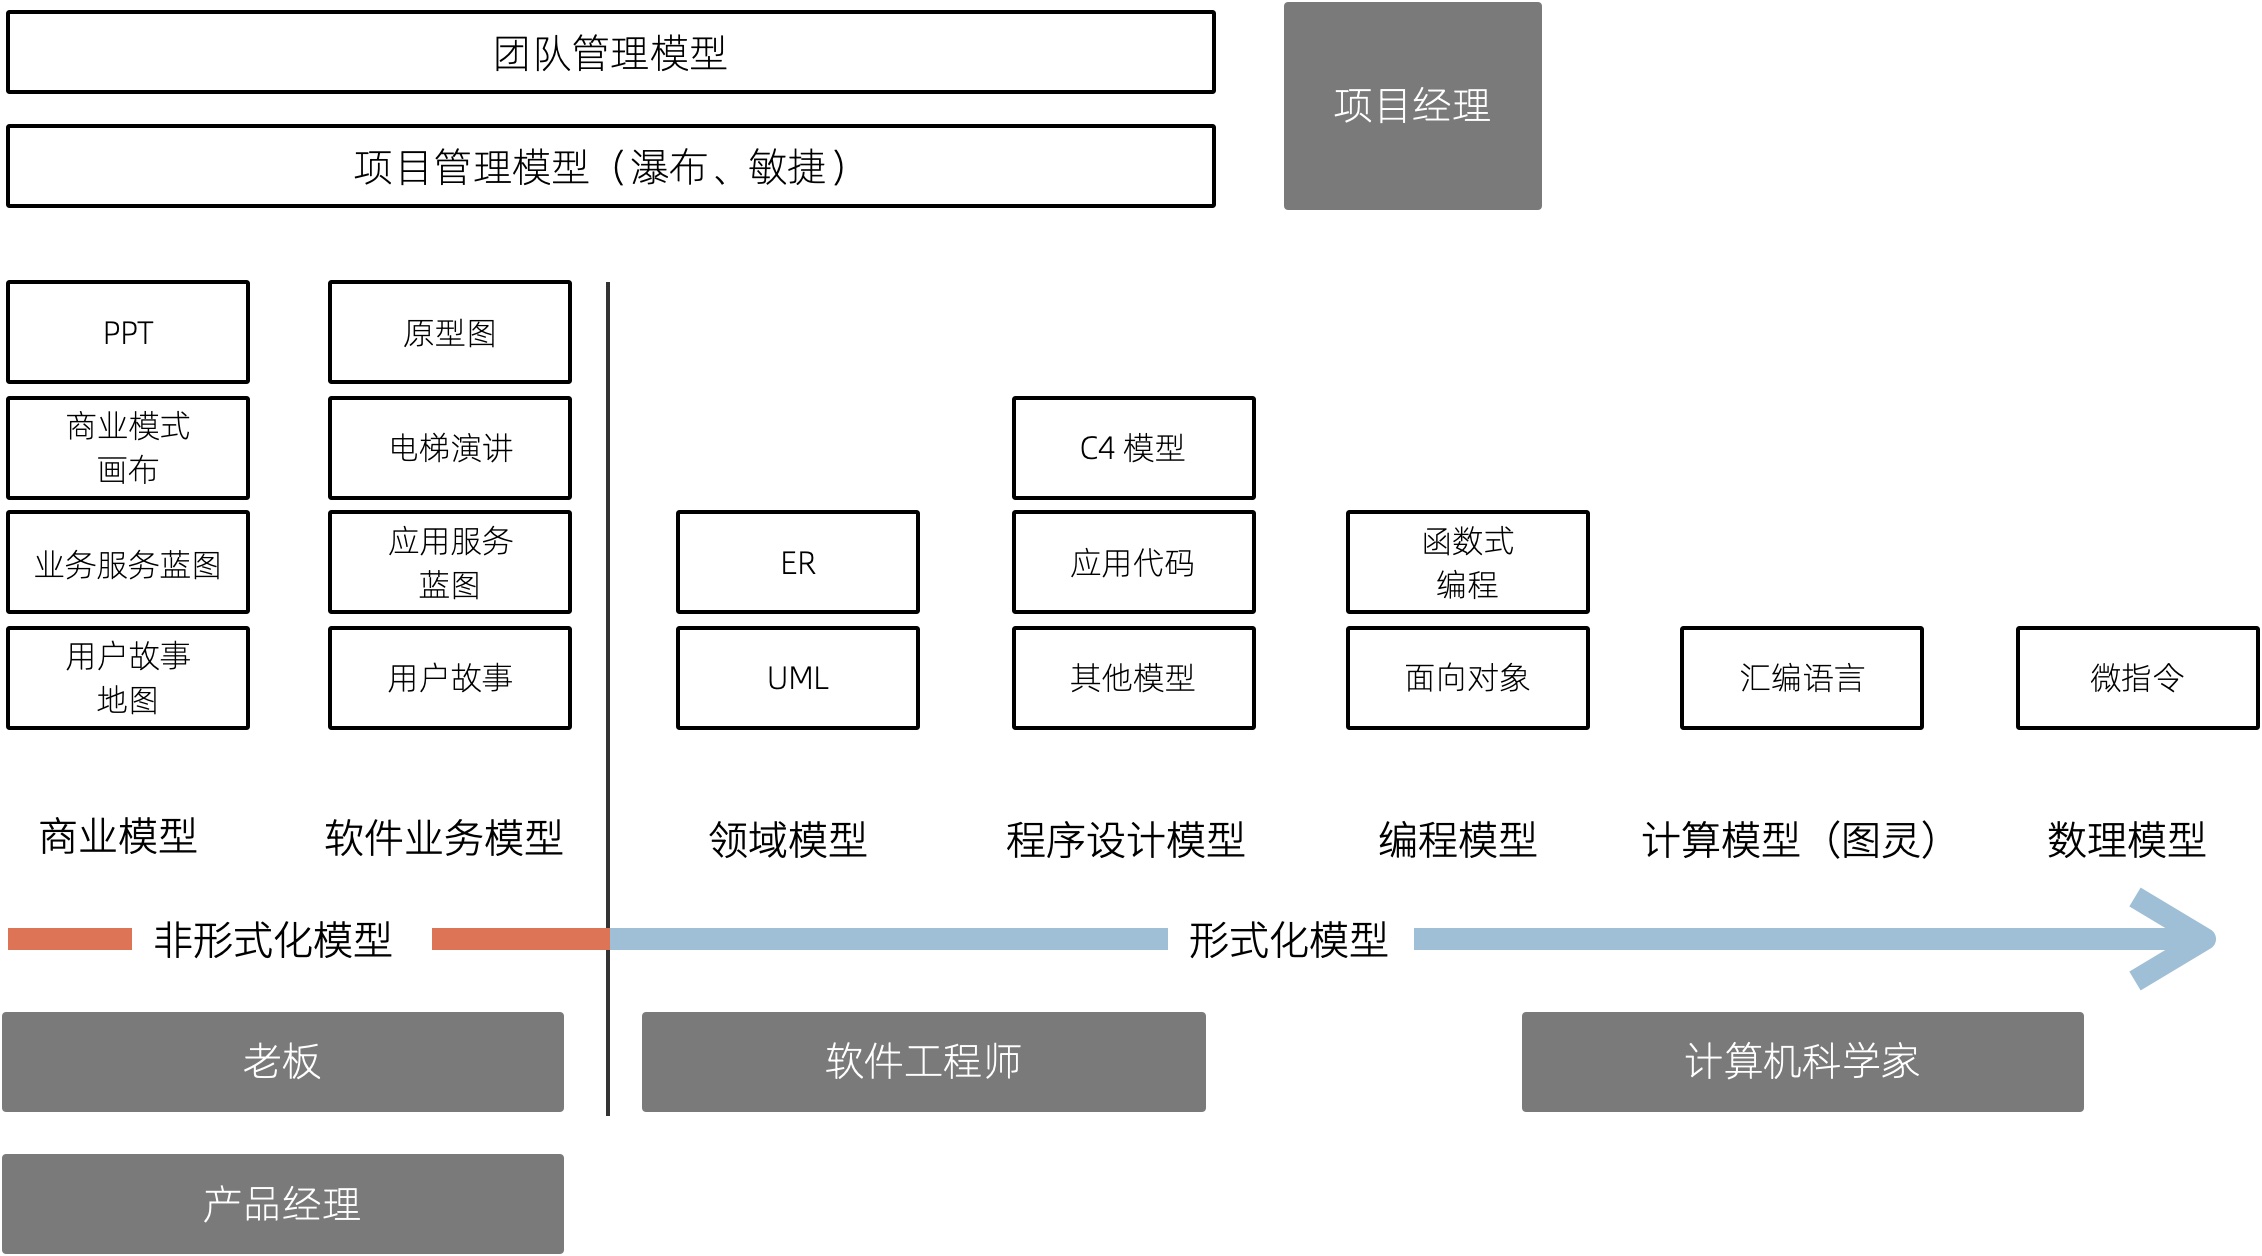 团队管理模型
项目经理
项目管理模型（瀑布、敏捷）
PPT
原型图
商业模式
画布
电梯演讲
C4 模型
业务服务蓝图
应用服务
蓝图
ER
应用代码
函数式
编程
用户故事
地图
用户故事
UML
其他模型
面向对象
汇编语言
微指令
商业模型
软件业务模型
领域模型
程序设计模型
编程模型
计算模型（图灵）
数理模型
非形式化模型
形式化模型
老板
软件工程师
计算机科学家
产品经理